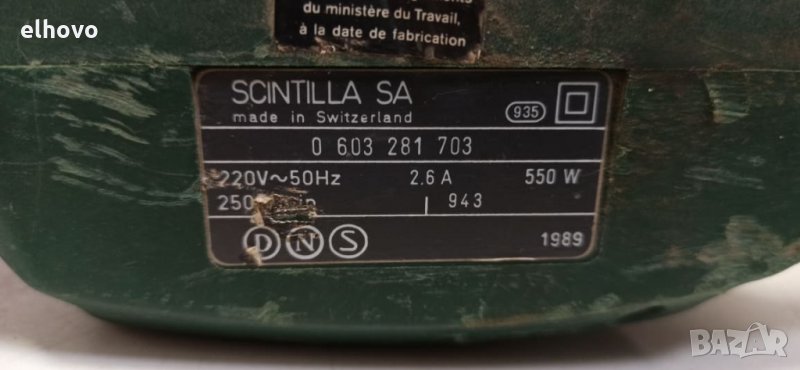 elhovo
du ministère du Travail,
à la date de fabrication
SCINTILLA SA
made in Switzerland
935
0 603 281 703
220V~50Hz 2.6 A 550 W
943
D N S
1989
BAZAR